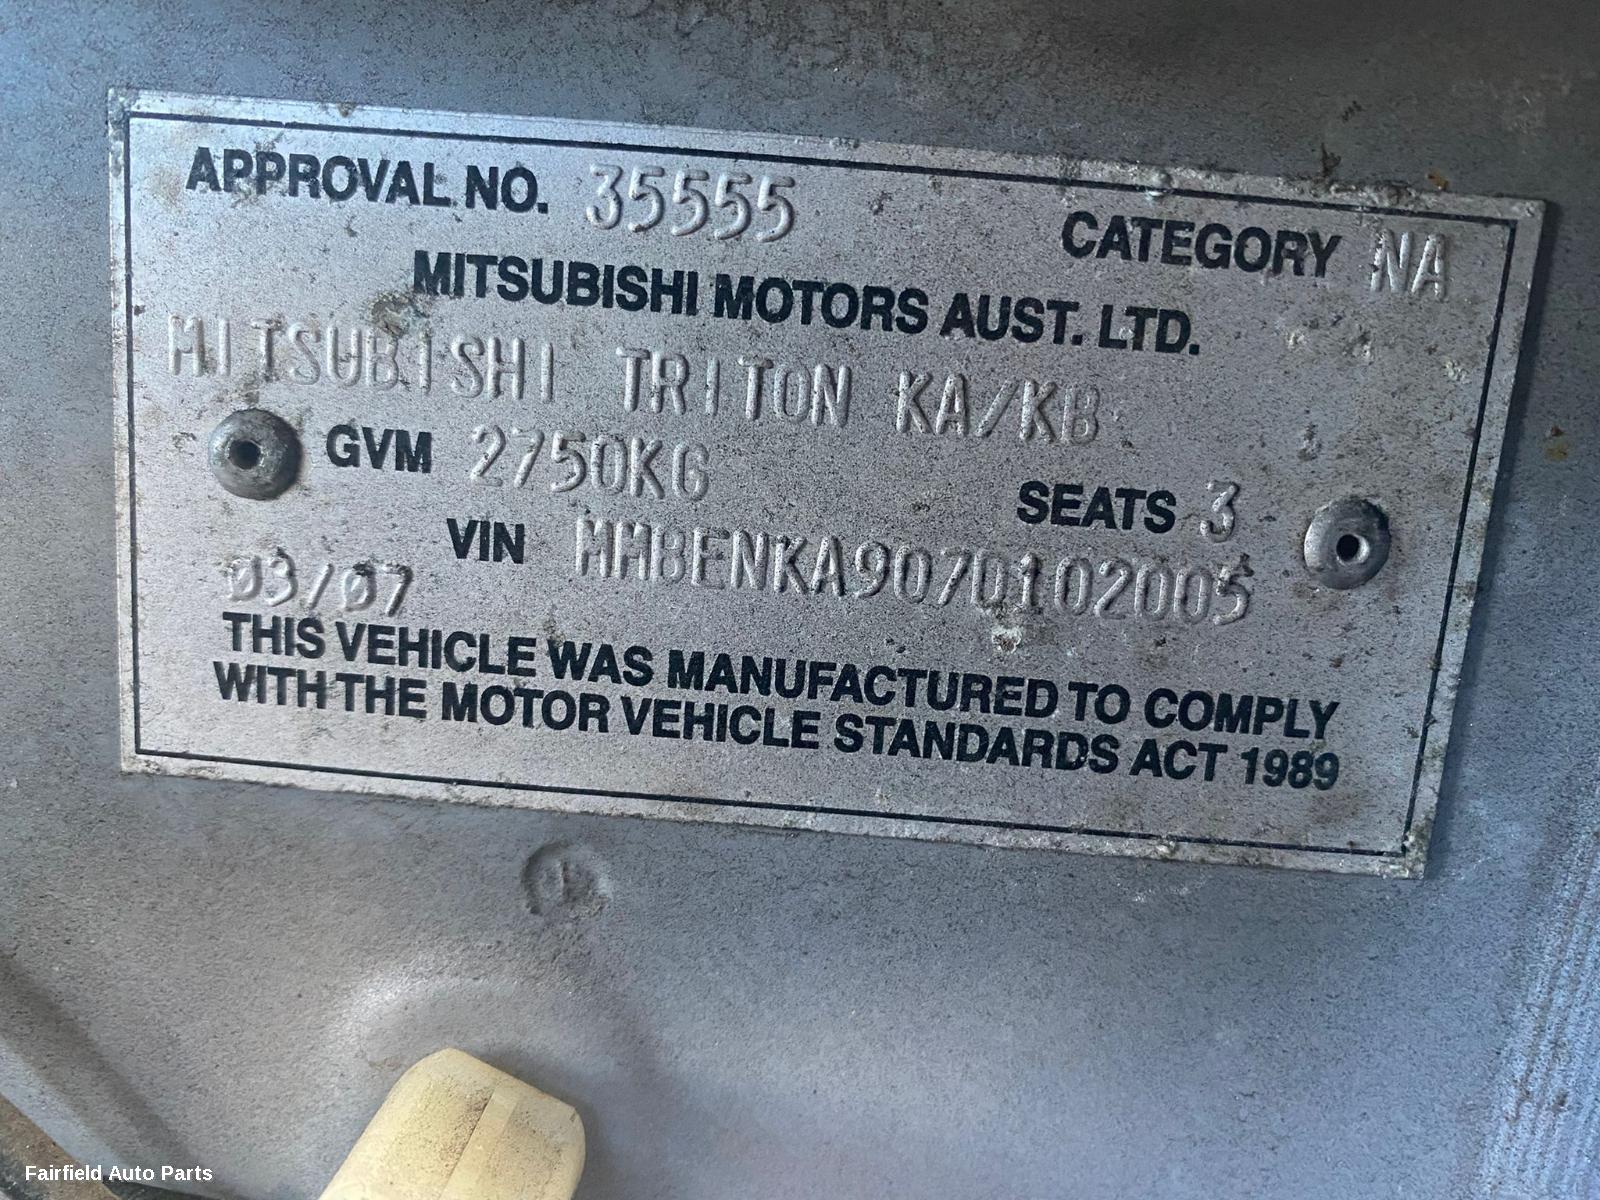 APPROVAL NO. 35555
CATEGORY NA
MITSUBISHI MOTORS AUST. LTD.
MITSUBISHI TRITON KA/KB
GVM 2750KG
SEATS 3
VIN MMBENKA907D102005
03/07
THIS VEHICLE WAS MANUFACTURED TO COMPLY
WITH THE MOTOR VEHICLE STANDARDS ACT 1989
Fairfield Auto Parts